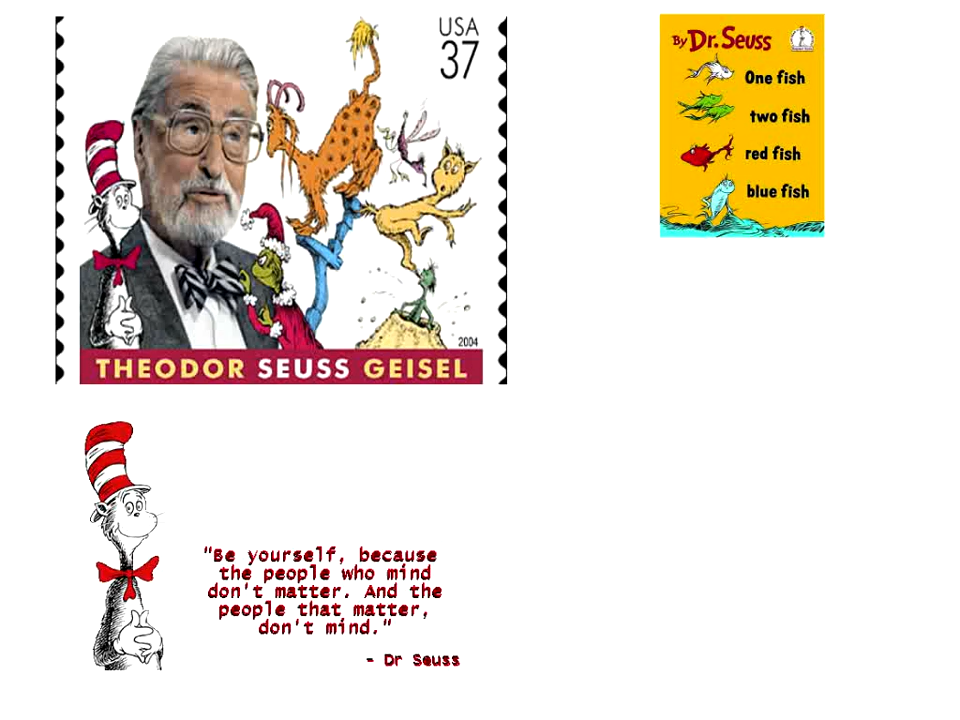 USA
37
2004
THEODOR SEUSS GEISEL
By Dr. Seuss
One fish
two fish
red fish
blue fish
"Be yourself, because
the people who mind
don't matter. And the
people that matter,
don't mind."
- Dr Seuss